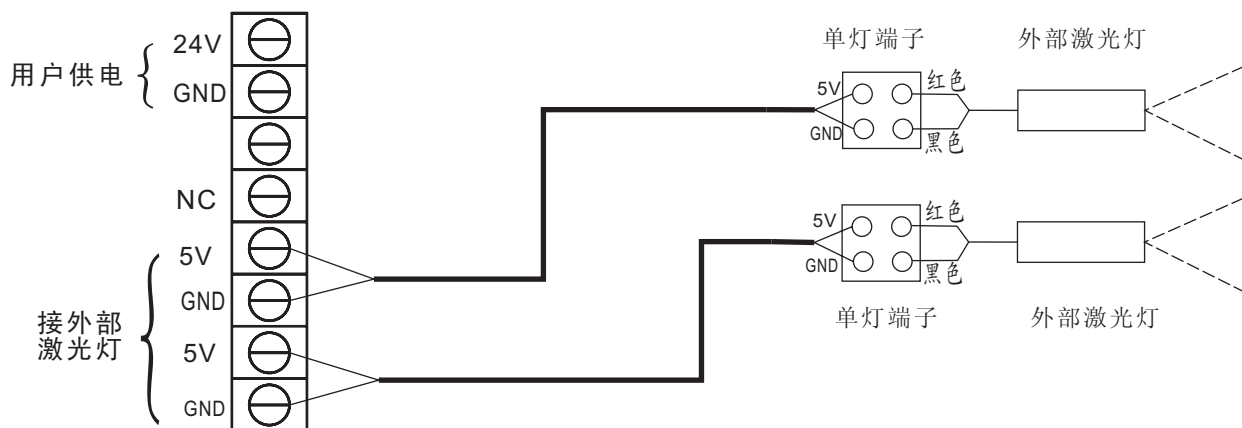 24V
用户供电
GND
NC
5V
GND
接外部
激光灯
5V
GND
单灯端子
外部激光灯
5V
红色
GND
黑色
5V
红色
GND
黑色
单灯端子
外部激光灯